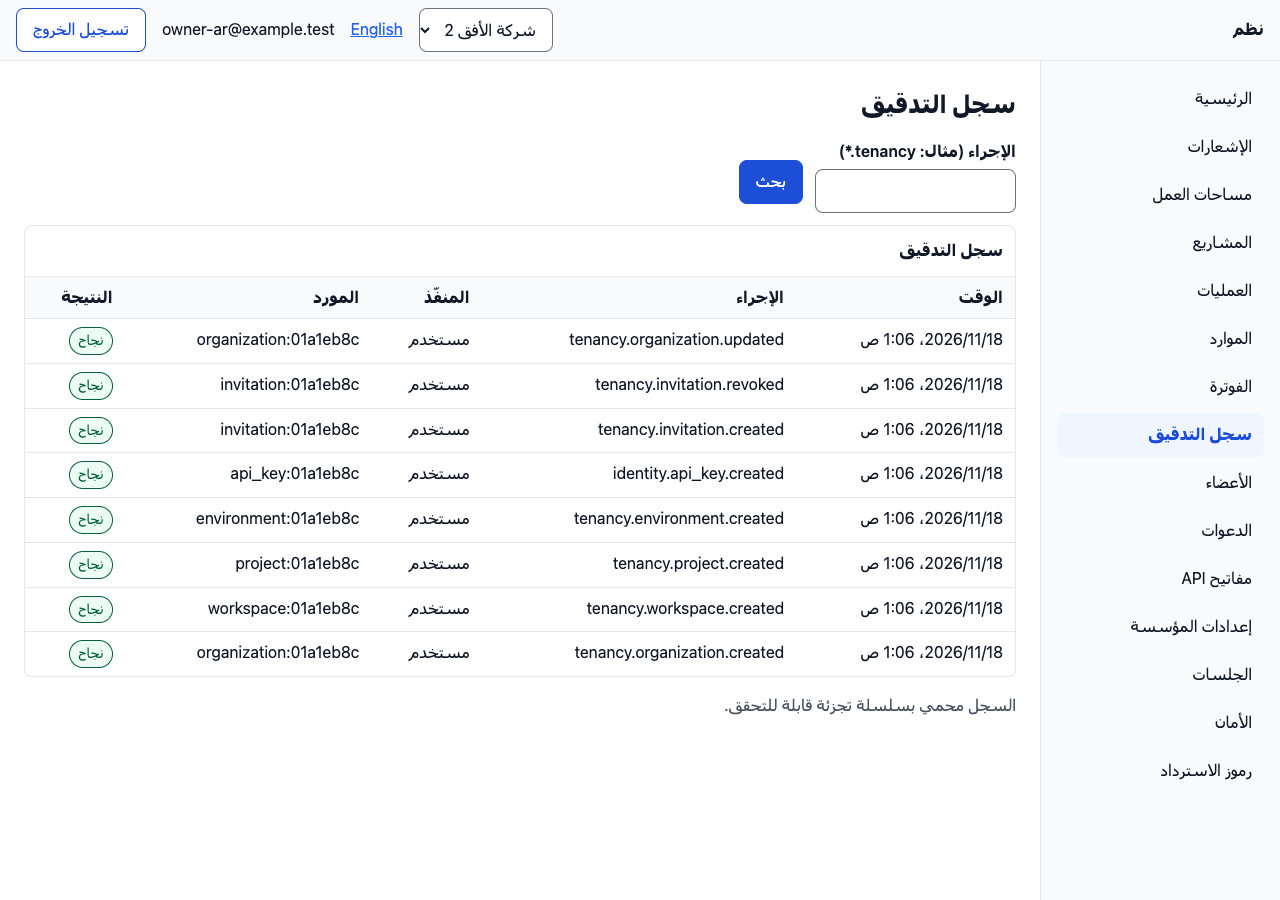 نظم
شركة الأفق 2
English
owner-ar@example.test
تسجيل الخروج
الرئيسية
الإشعارات
مساحات العمل
المشاريع
العمليات
الموارد
الفوترة
سجل التدقيق
الأعضاء
الدعوات
مفاتيح API
إعدادات المؤسسة
الجلسات
الأمان
رموز الاسترداد
سجل التدقيق
الإجراء (مثال: tenancy.*)
بحث
سجل التدقيق
الوقت الإجراء المنفّذ المورد النتيجة
2026/11/18، 1:06 ص tenancy.organization.updated مستخدم organization:01a1eb8c نجاح
2026/11/18، 1:06 ص tenancy.invitation.revoked مستخدم invitation:01a1eb8c نجاح
2026/11/18، 1:06 ص tenancy.invitation.created مستخدم invitation:01a1eb8c نجاح
2026/11/18، 1:06 ص identity.api_key.created مستخدم api_key:01a1eb8c نجاح
2026/11/18، 1:06 ص tenancy.environment.created مستخدم environment:01a1eb8c نجاح
2026/11/18، 1:06 ص tenancy.project.created مستخدم project:01a1eb8c نجاح
2026/11/18، 1:06 ص tenancy.workspace.created مستخدم workspace:01a1eb8c نجاح
2026/11/18، 1:06 ص tenancy.organization.created مستخدم organization:01a1eb8c نجاح
السجل محمي بسلسلة تجزئة قابلة للتحقق.